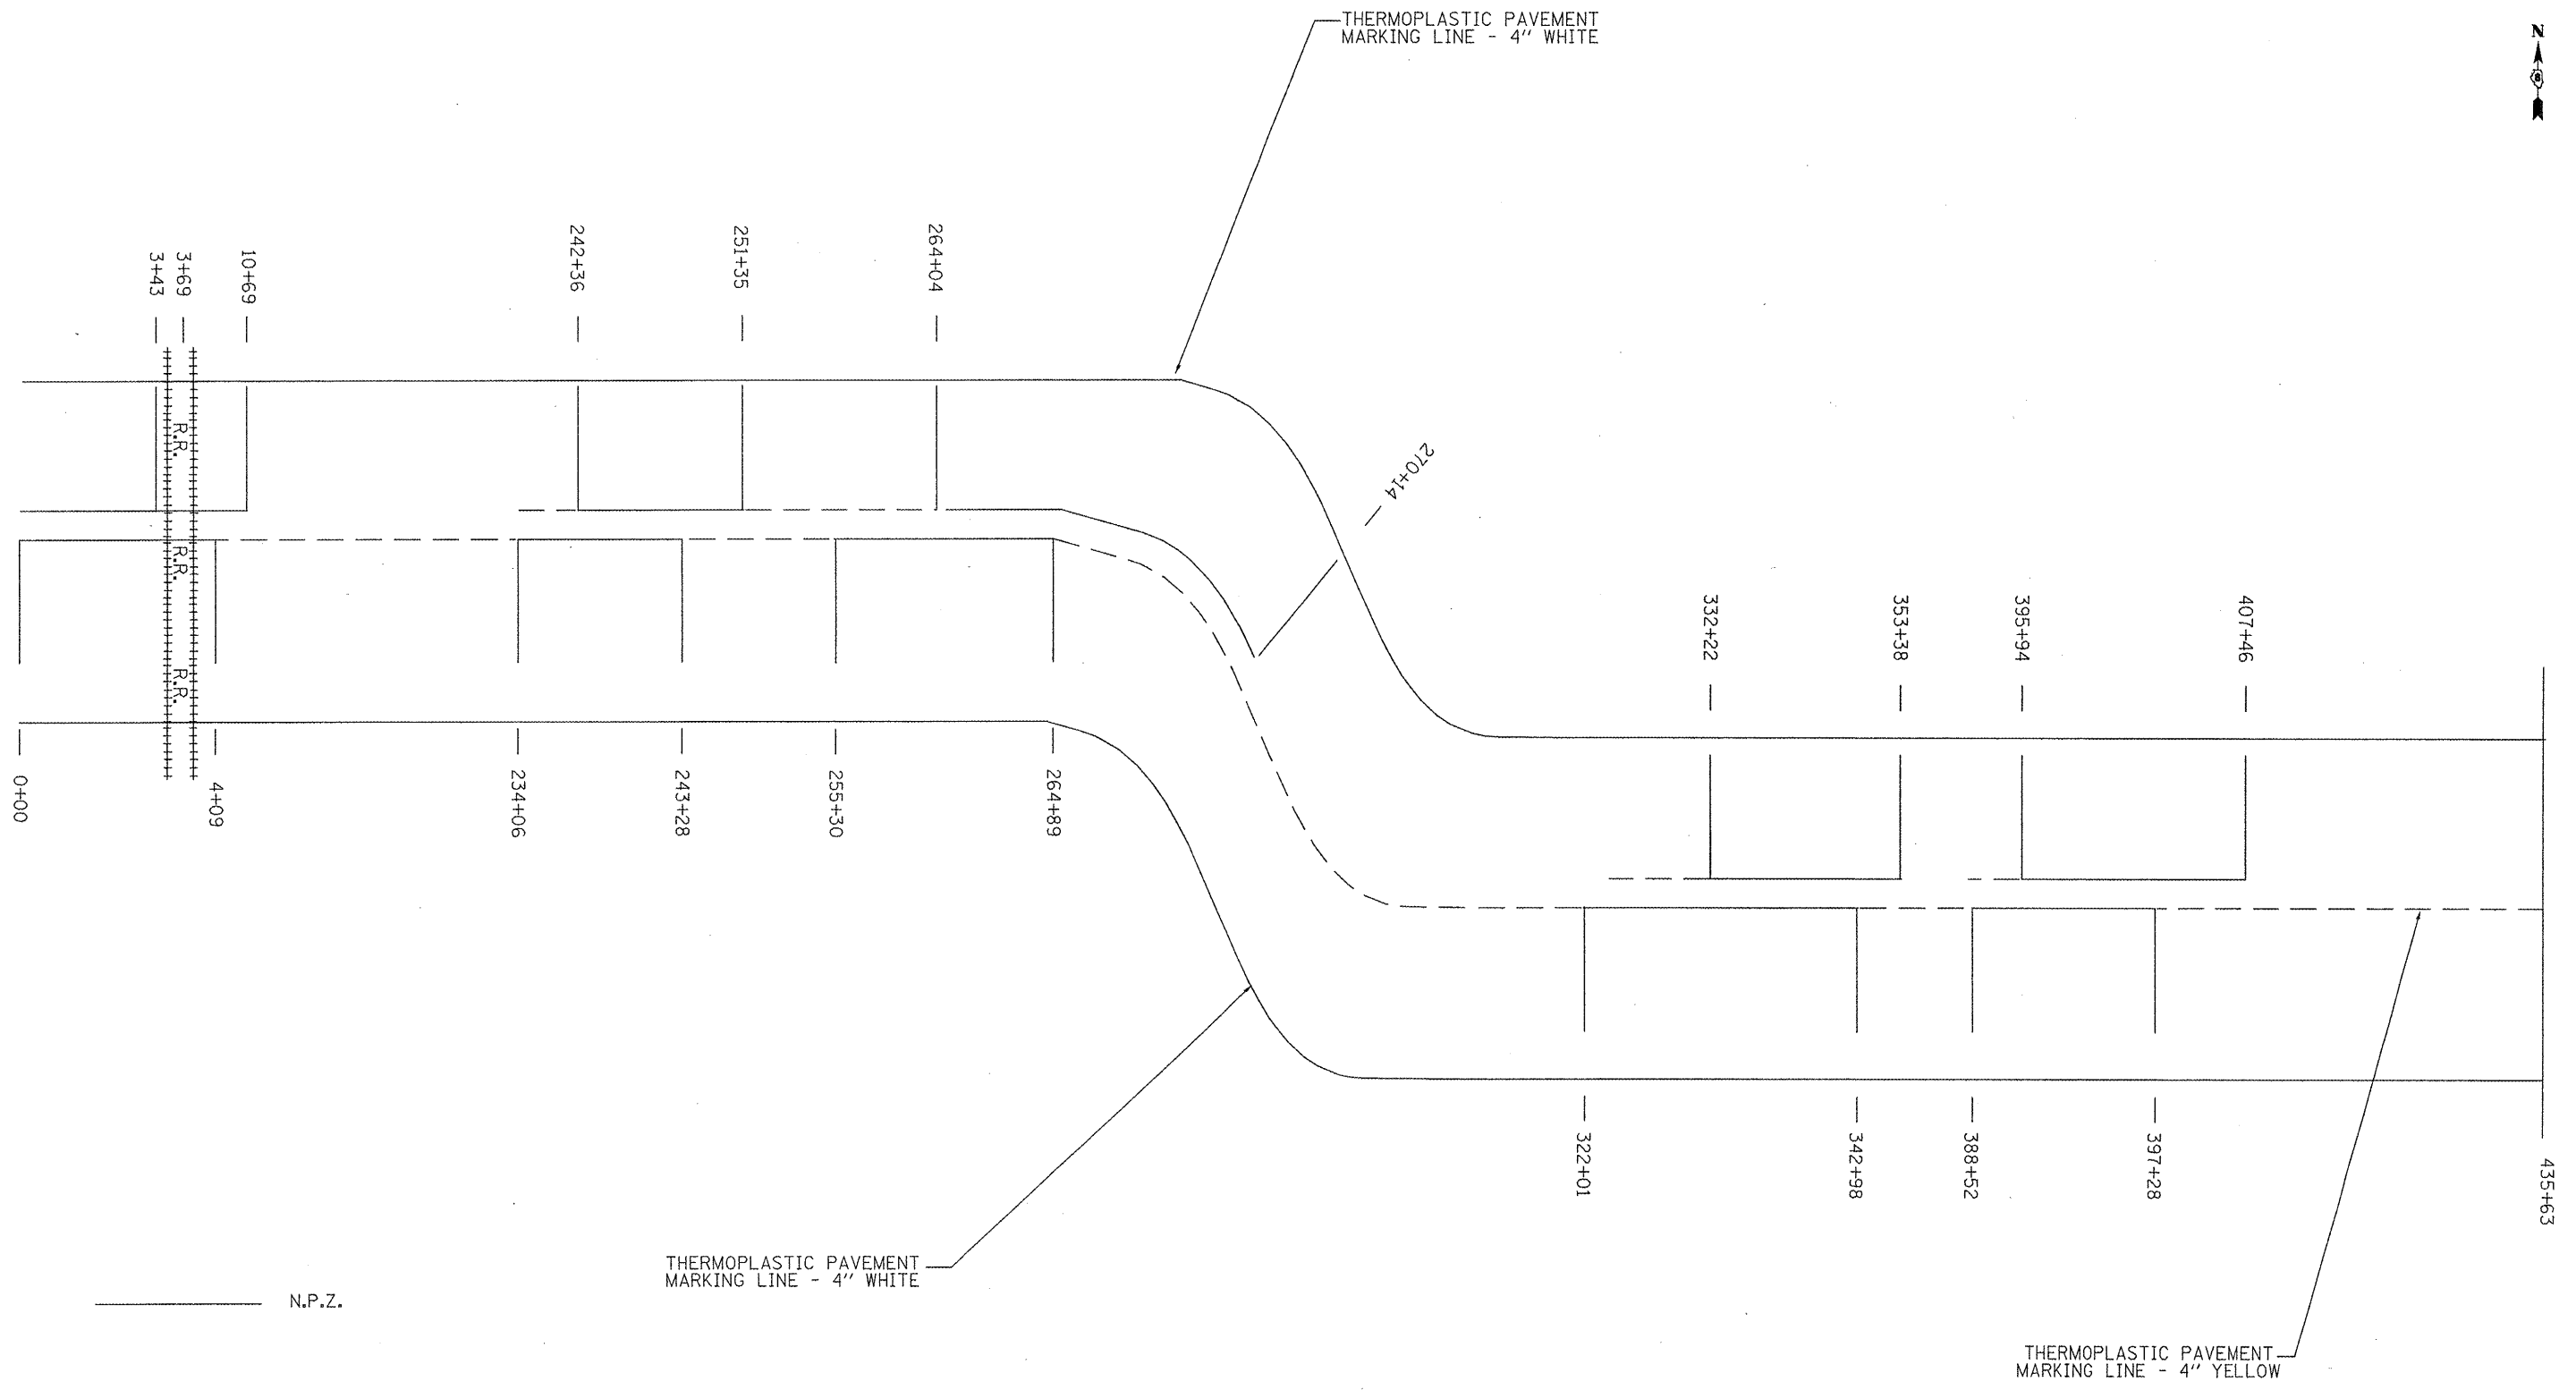 THERMOPLASTIC PAVEMENT
MARKING LINE - 4" WHITE
N
8
3+43
3+69
10+69
242+36
251+35
264+04
270+14
R.R.
R.R.
R.R.
332+22
353+38
395+94
407+46
0+00
4+09
234+06
243+28
255+30
264+89
322+01
342+98
388+52
397+28
435+63
THERMOPLASTIC PAVEMENT
MARKING LINE - 4" WHITE
N.P.Z.
THERMOPLASTIC PAVEMENT
MARKING LINE - 4" YELLOW